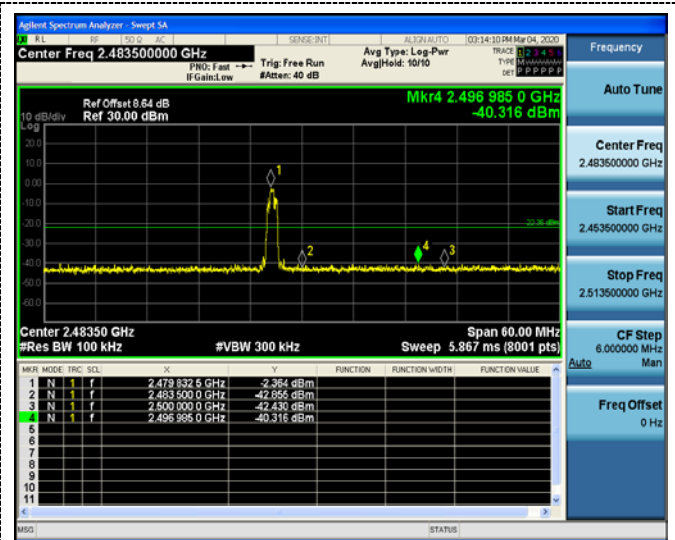 Agilent Spectrum Analyzer - Swept SA
RL RF 50 Ω AC SENSE:INT ALIGN AUTO 03:14:10 PM Mar 04, 2020
Center Freq 2.483500000 GHz
PNO: Fast
IFGain:Low
Trig: Free Run
#Atten: 40 dB
Avg Type: Log-Pwr
Avg|Hold: 10/10
TRACE 1 2 3 4 5 6
TYPE M
DET P P P P P P
Ref Offset 8.64 dB
10 dB/div Ref 30.00 dBm
Log
Mkr4 2.496 985 0 GHz
-40.316 dBm
20.0
10.0
0.00
-10.0
-20.0
-30.0
-40.0
-50.0
-60.0
1
2
4
3
-22.36 dBm
Center 2.48350 GHz Span 60.00 MHz
#Res BW 100 kHz #VBW 300 kHz Sweep 5.867 ms (8001 pts)
MKR MODE TRC SCL X Y FUNCTION FUNCTION WIDTH FUNCTION VALUE
1 N 1 f 2.479 832 5 GHz -2.364 dBm
2 N 1 f 2.483 500 0 GHz -42.855 dBm
3 N 1 f 2.500 000 0 GHz -42.430 dBm
4 N 1 f 2.496 985 0 GHz -40.316 dBm
5
6
7
8
9
10
11
MSG STATUS
Frequency
Auto Tune
Center Freq
2.483500000 GHz
Start Freq
2.453500000 GHz
Stop Freq
2.513500000 GHz
CF Step
6.000000 MHz
Auto Man
Freq Offset
0 Hz